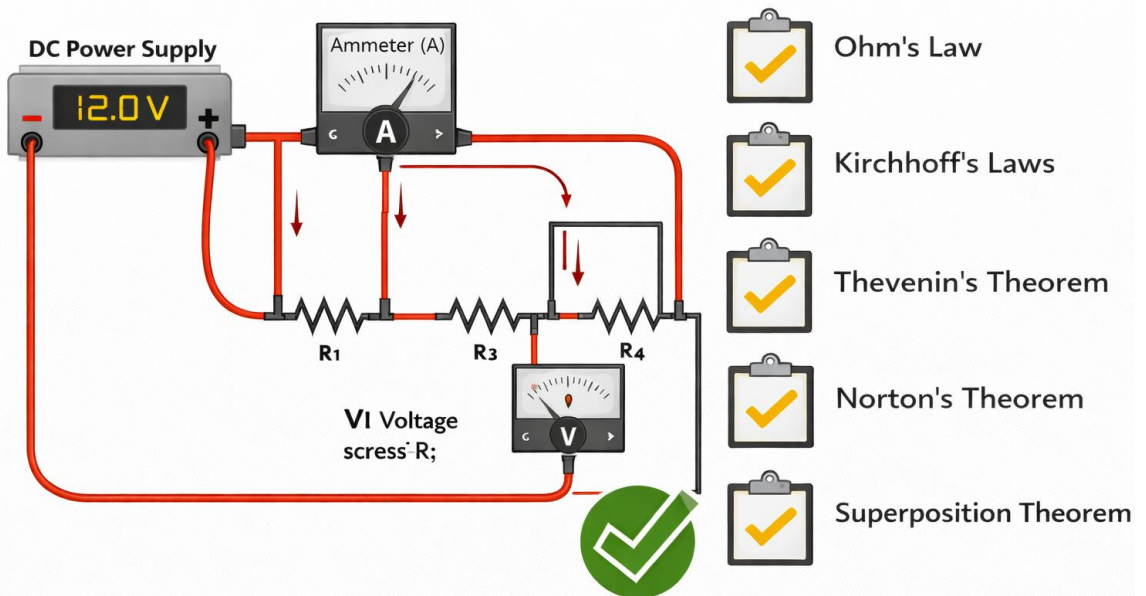 DC Power Supply
12.0 V
- +
Ammeter (A)
A
R1
R3
R4
VI Voltage
scress-R;
V
Ohm's Law
Kirchhoff's Laws
Thevenin's Theorem
Norton's Theorem
Superposition Theorem